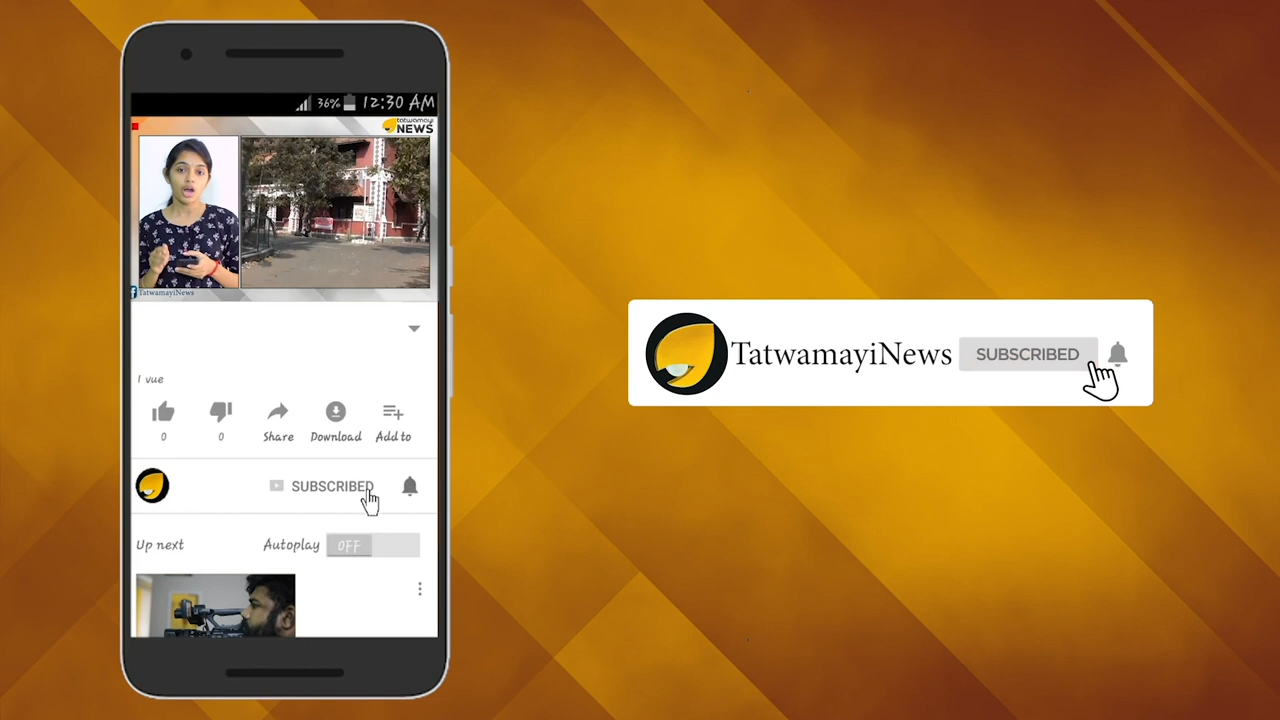 36% 12:30 AM
tatwamayi
NEWS
TatwamayiNews
1 vue
0 0 Share Download Add to
SUBSCRIBED
Up next Autoplay OFF
TatwamayiNews SUBSCRIBED